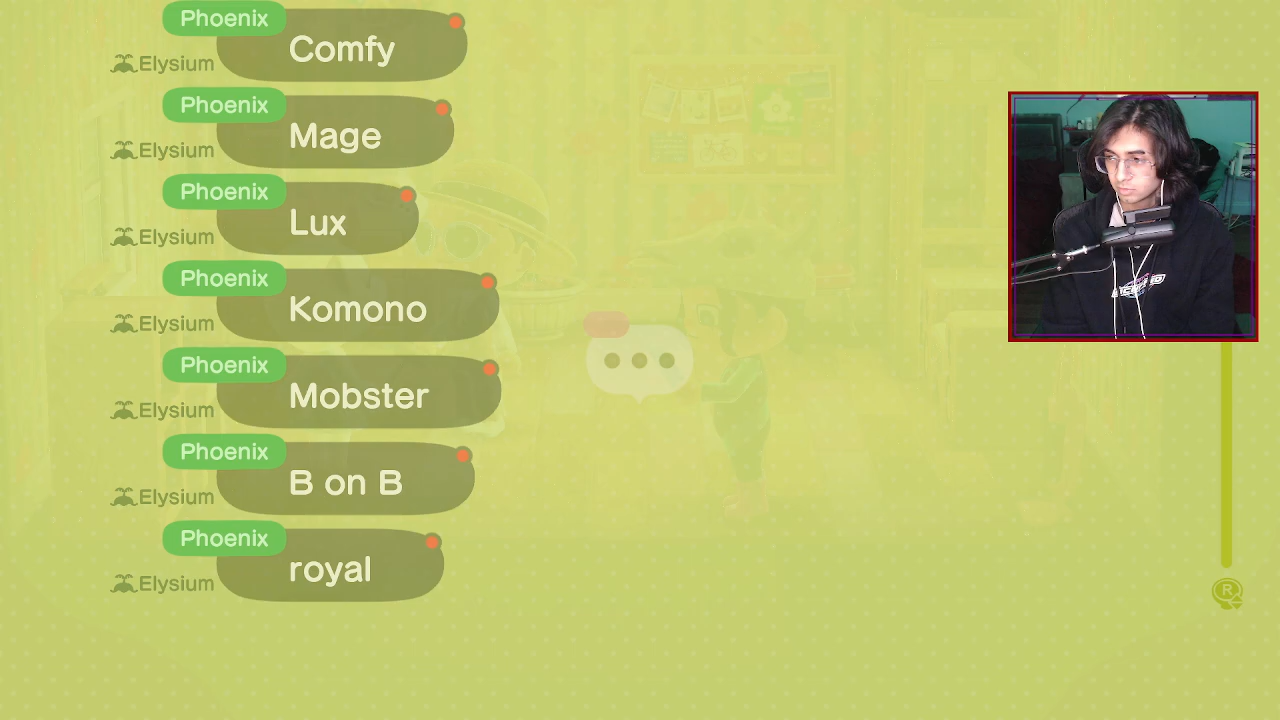 Phoenix
Elysium
Comfy
Phoenix
Elysium
Mage
Phoenix
Elysium
Lux
Phoenix
Elysium
Komono
Phoenix
Elysium
Mobster
Phoenix
Elysium
B on B
Phoenix
Elysium
royal
R